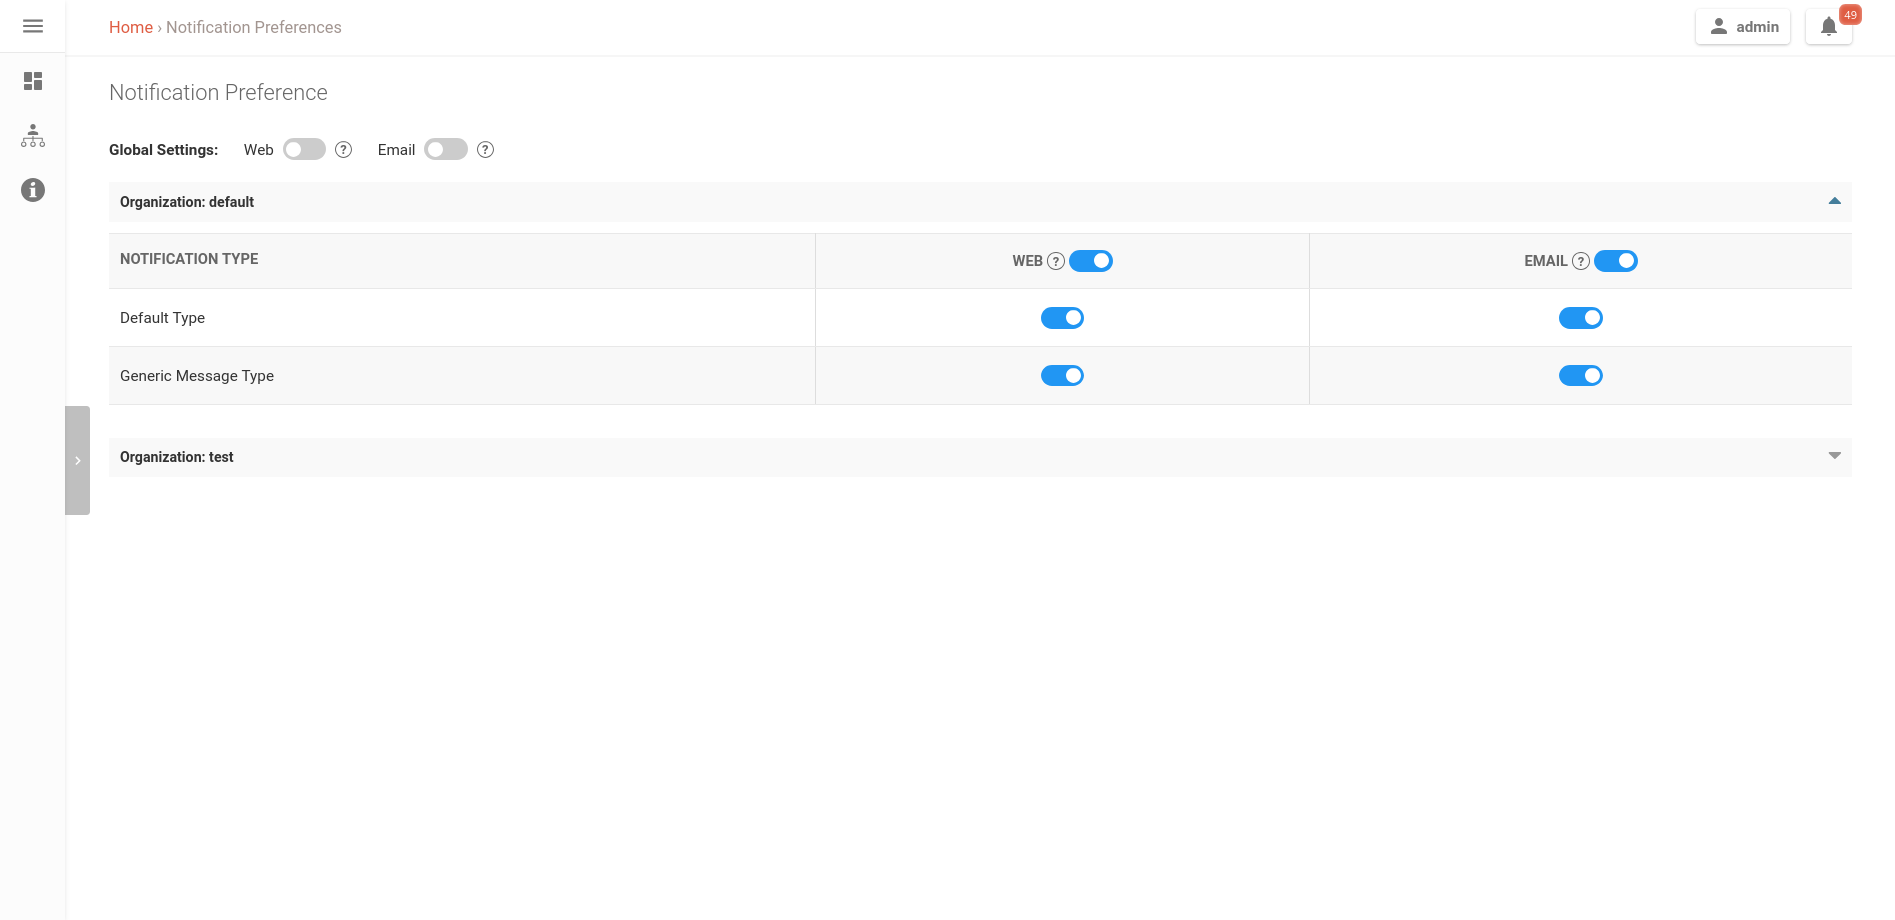 Home › Notification Preferences
admin
49
Notification Preference
Global Settings: Web ? Email ?
Organization: default
NOTIFICATION TYPE WEB ? EMAIL ?
Default Type
Generic Message Type
Organization: test